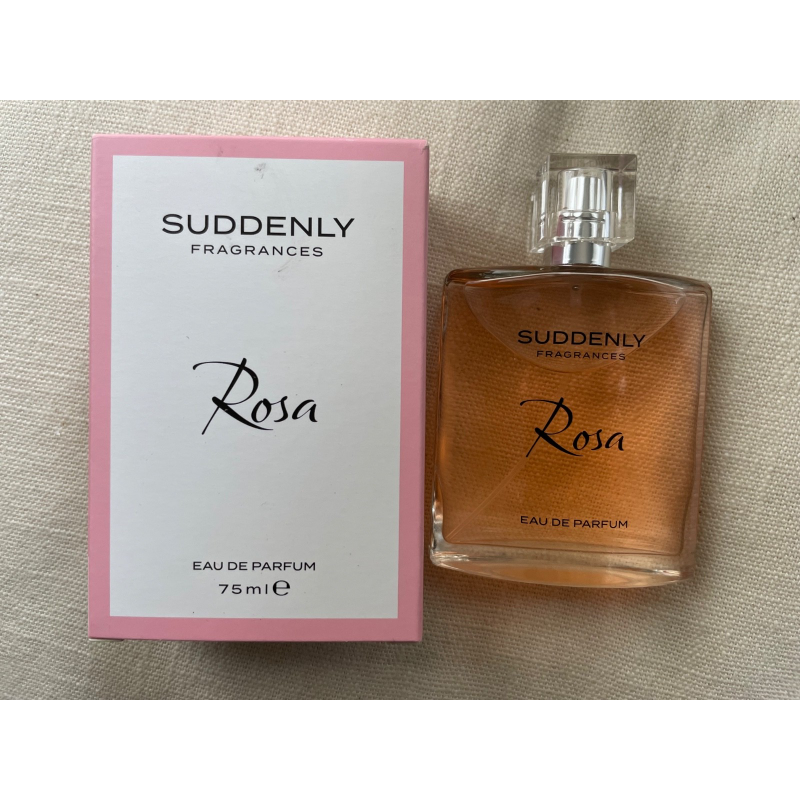 SUDDENLY
FRAGRANCES
Rosa
EAU DE PARFUM
75ml℮
SUDDENLY
FRAGRANCES
Rosa
EAU DE PARFUM